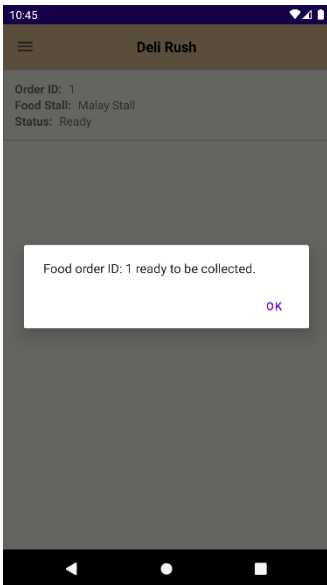 10:45
Deli Rush
Order ID: 1
Food Stall: Malay Stall
Status: Ready
Food order ID: 1 ready to be collected.
OK